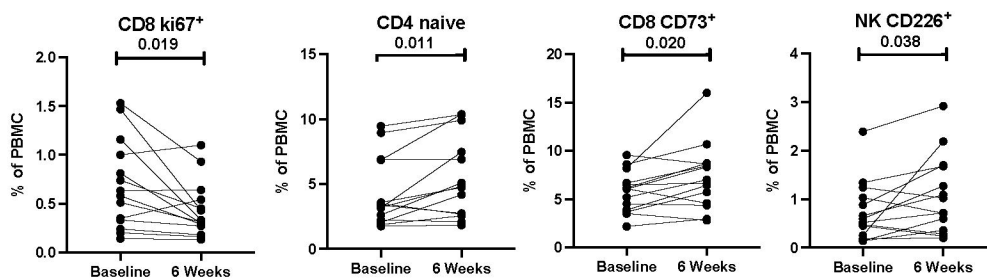 CD8 ki67+
0.019
% of PBMC
2.0
1.5
1.0
0.5
0.0
Baseline 6 Weeks
CD4 naive
0.011
% of PBMC
15
10
5
0
Baseline 6 Weeks
CD8 CD73+
0.020
% of PBMC
20
15
10
5
0
Baseline 6 Weeks
NK CD226+
0.038
% of PBMC
4
3
2
1
0
Baseline 6 Weeks